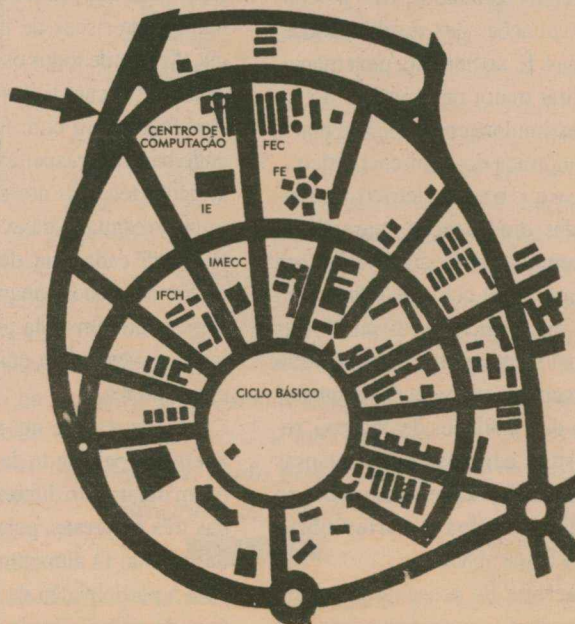 CENTRO DE
COMPUTAÇÃO
FEC
FE
IE
IMECC
IFCH
CICLO BÁSICO